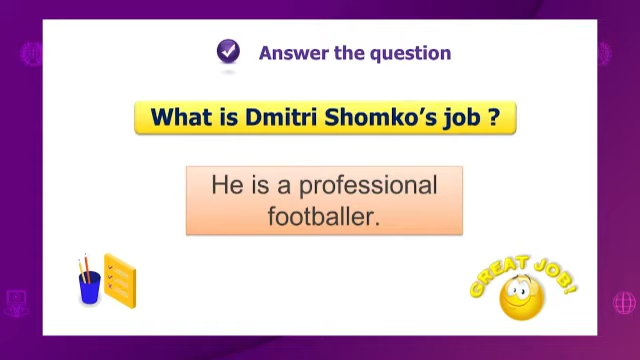 Answer the question
What is Dmitri Shomko’s job ?
He is a professional
footballer.
GREAT JOB!